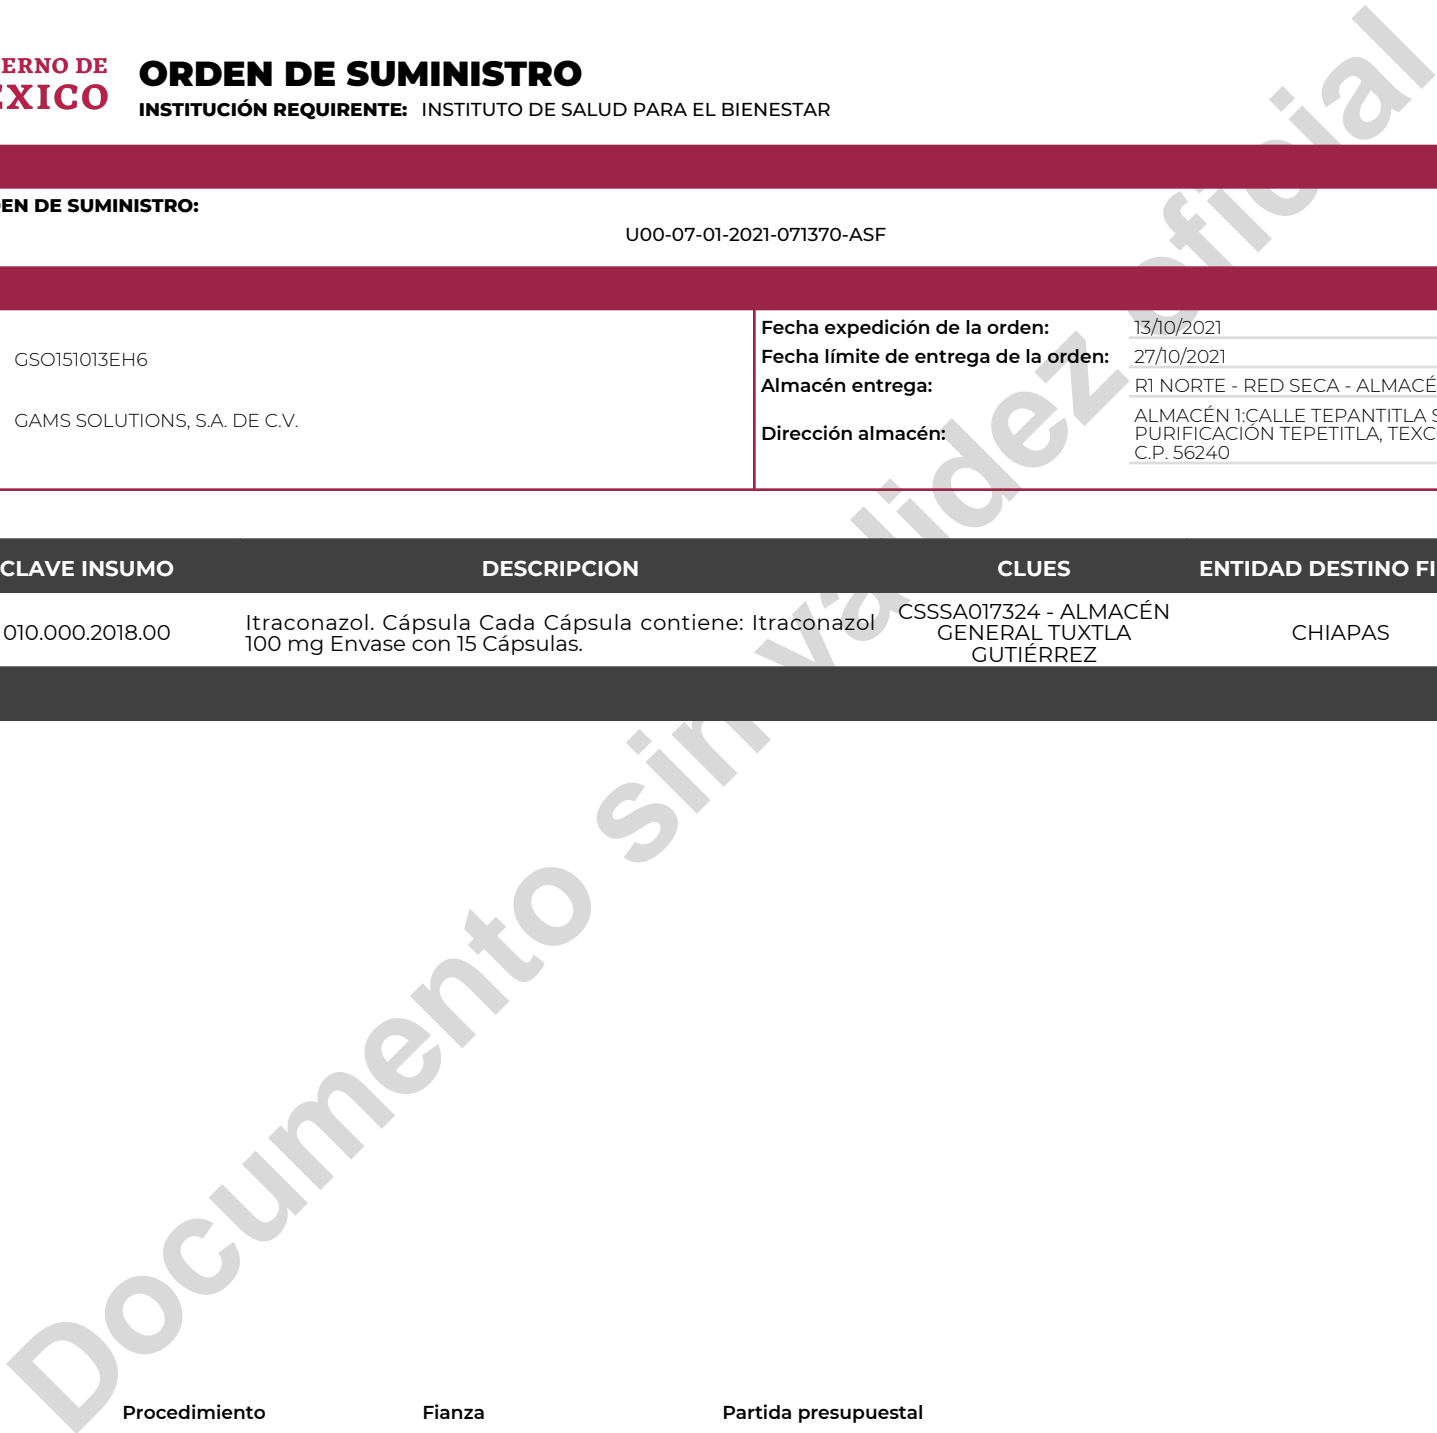 ERNO DE
EXICO
ORDEN DE SUMINISTRO
INSTITUCIÓN REQUIRENTE: INSTITUTO DE SALUD PARA EL BIENESTAR
EN DE SUMINISTRO:
U00-07-01-2021-071370-ASF
GSO151013EH6
GAMS SOLUTIONS, S.A. DE C.V.
Fecha expedición de la orden: 13/10/2021
Fecha límite de entrega de la orden: 27/10/2021
Almacén entrega: R1 NORTE - RED SECA - ALMACÉ
Dirección almacén: ALMACÉN 1:CALLE TEPANTITLA S
PURIFICACIÓN TEPETITLA, TEXC
C.P. 56240
CLAVE INSUMO DESCRIPCION CLUES ENTIDAD DESTINO FI
010.000.2018.00
Itraconazol. Cápsula Cada Cápsula contiene: Itraconazol
100 mg Envase con 15 Cápsulas.
CSSSA017324 - ALMACÉN
GENERAL TUXTLA
GUTIÉRREZ
CHIAPAS
Documento sin validez oficial
Procedimiento Fianza Partida presupuestal